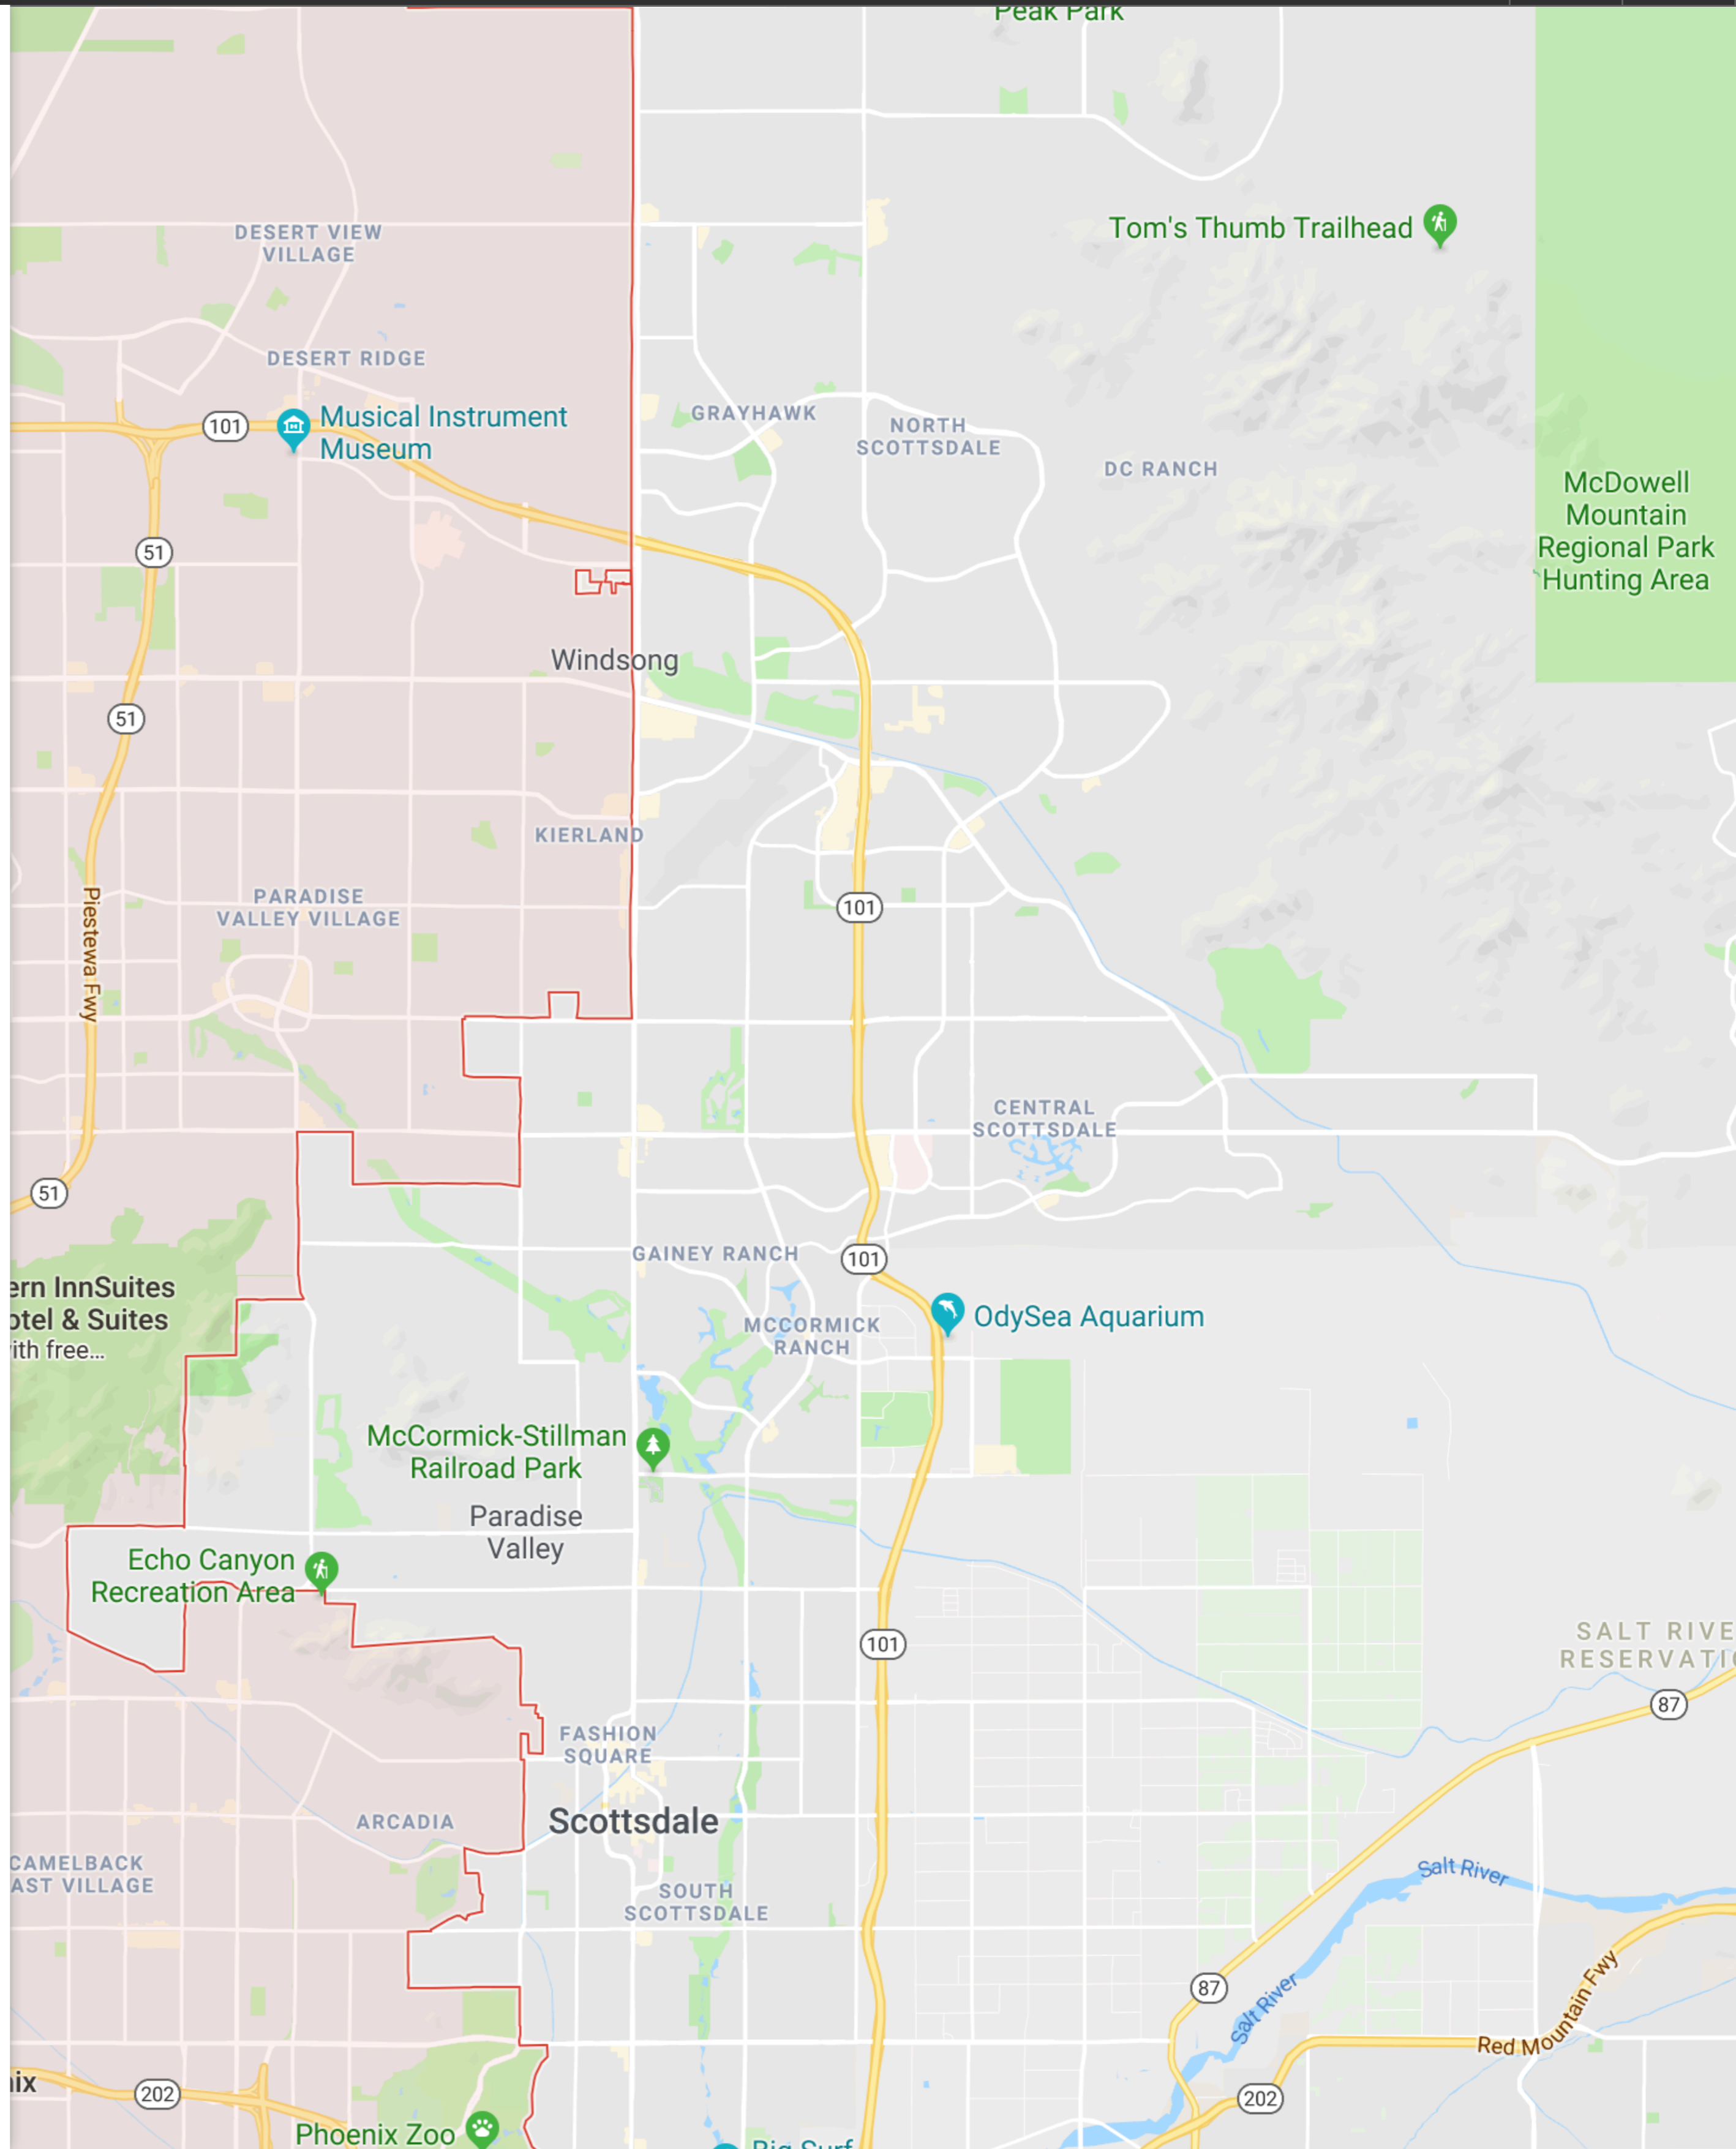 Peak Park
Tom's Thumb Trailhead
DESERT VIEW
VILLAGE
DESERT RIDGE
101
Musical Instrument
Museum
GRAYHAWK
NORTH
SCOTTSDALE
DC RANCH
McDowell
Mountain
Regional Park
Hunting Area
51
Windsong
51
KIERLAND
PARADISE
VALLEY VILLAGE
Piestewa Fwy
101
CENTRAL
SCOTTSDALE
51
GAINEY RANCH
101
ern InnSuites
otel & Suites
ith free...
OdySea Aquarium
MCCORMICK
RANCH
McCormick-Stillman
Railroad Park
Paradise
Valley
Echo Canyon
Recreation Area
101
SALT RIVE
RESERVATI
87
FASHION
SQUARE
ARCADIA
Scottsdale
CAMELBACK
AST VILLAGE
SOUTH
SCOTTSDALE
Salt River
87
Salt River
Red Mountain Fwy
ix
202
202
Phoenix Zoo
Big Surf